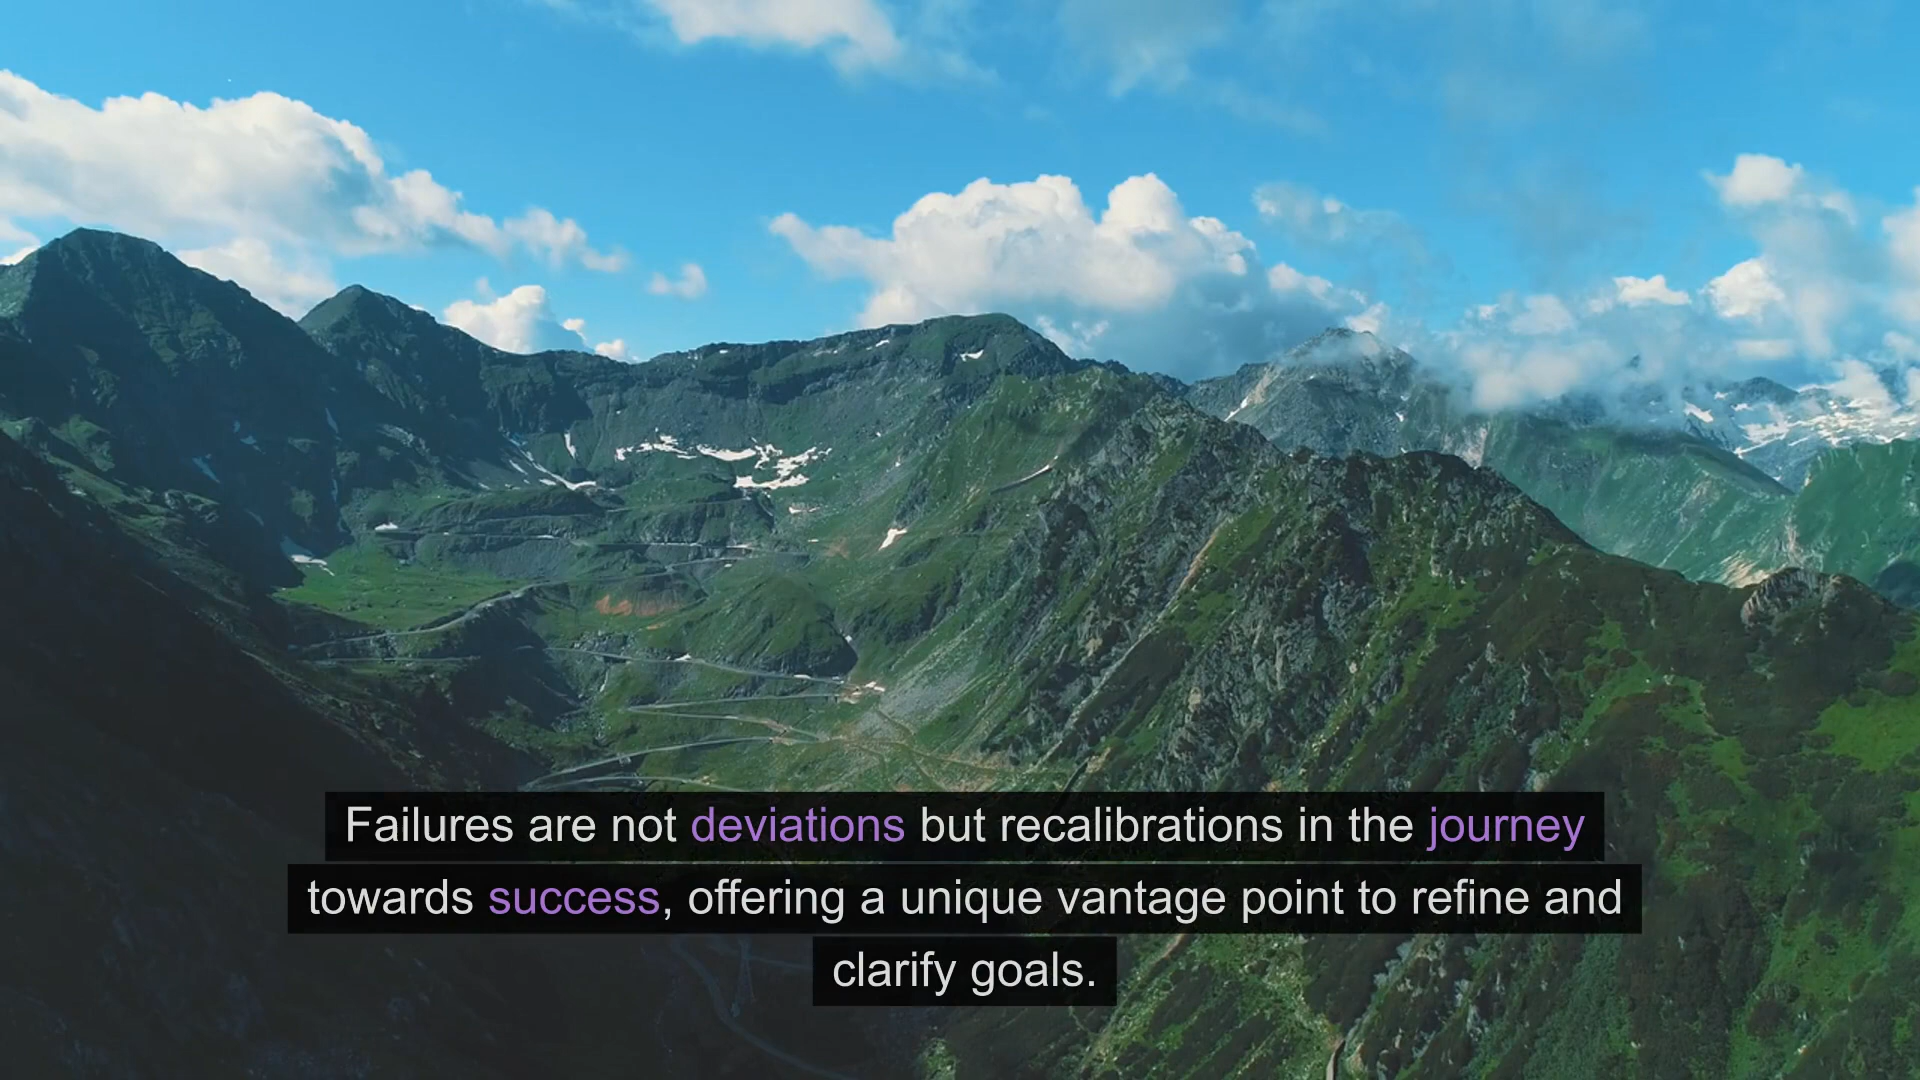 Failures are not deviations but recalibrations in the journey
towards success, offering a unique vantage point to refine and
clarify goals.